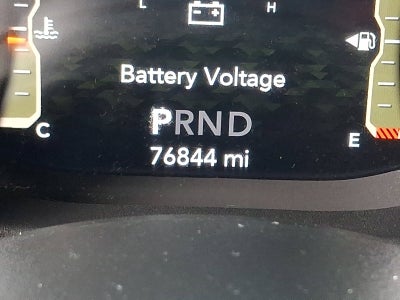 L H
Battery Voltage
PRND
C E
76844 mi